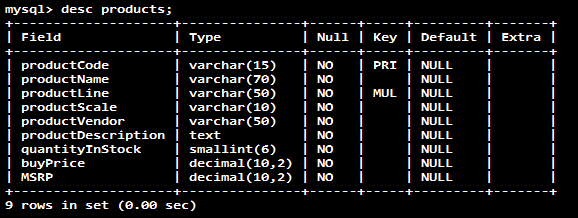 mysql> desc products;
+--------------------+---------------+------+-----+---------+-------+
| Field              | Type          | Null | Key | Default | Extra |
+--------------------+---------------+------+-----+---------+-------+
| productCode        | varchar(15)   | NO   | PRI | NULL    |       |
| productName        | varchar(70)   | NO   |     | NULL    |       |
| productLine        | varchar(50)   | NO   | MUL | NULL    |       |
| productScale       | varchar(10)   | NO   |     | NULL    |       |
| productVendor      | varchar(50)   | NO   |     | NULL    |       |
| productDescription | text          | NO   |     | NULL    |       |
| quantityInStock    | smallint(6)   | NO   |     | NULL    |       |
| buyPrice           | decimal(10,2) | NO   |     | NULL    |       |
| MSRP               | decimal(10,2) | NO   |     | NULL    |       |
+--------------------+---------------+------+-----+---------+-------+
9 rows in set (0.00 sec)